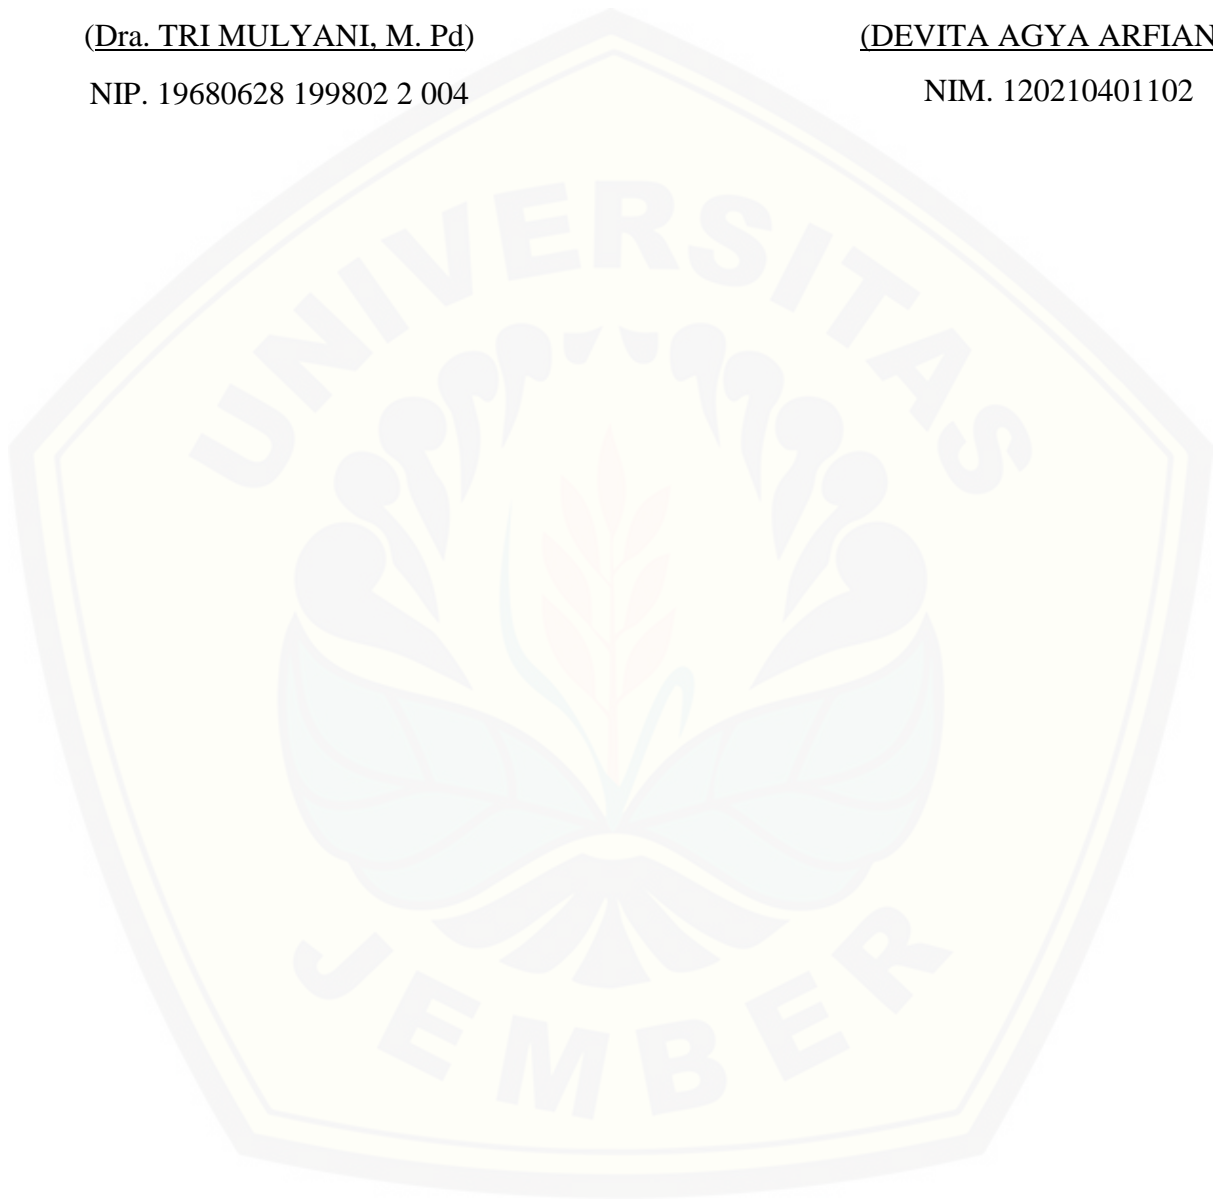 (Dra. TRI MULYANI, M. Pd) (DEVITA AGYA ARFIAN
NIP. 19680628 199802 2 004 NIM. 120210401102
UNIVERSITAS
JEMBER